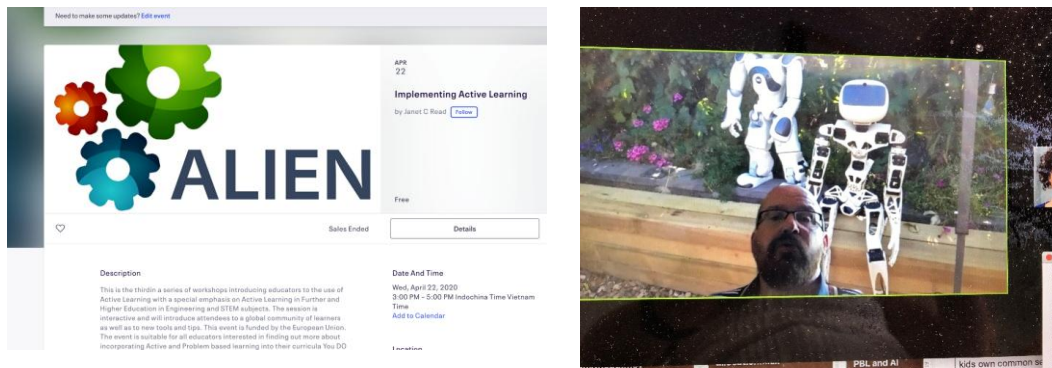 Need to make some updates? Edit event
ALIEN
APR
22
Implementing Active Learning
by Janet C Read Follow
Free
Sales Ended
Details
Description
This is the thirdin a series of workshops introducing educators to the use of
Active Learning with a special emphasis on Active Learning in Further and
Higher Education in Engineering and STEM subjects. The session is
interactive and will introduce attendees to a global community of learners
as well as to new tools and tips. This event is funded by the European Union.
The event is suitable for all educators interested in finding out more about
incorporating Active and Problem based learning into their curricula You DO
Date And Time
Wed, April 22, 2020
3:00 PM – 5:00 PM Indochina Time Vietnam
Time
Add to Calendar
Location
PBL and AI
kids own common se